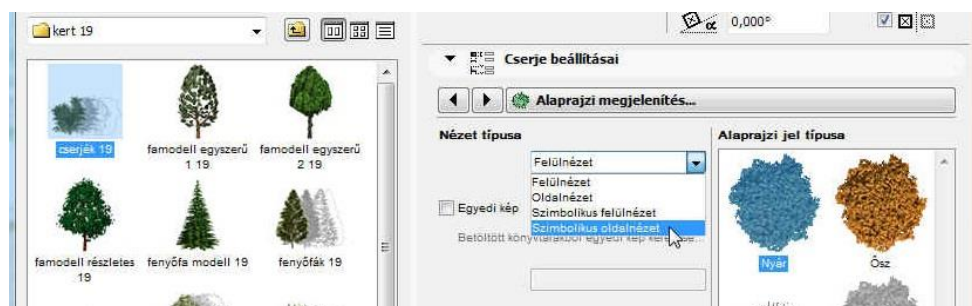 kert 19
α 0,000°
Cserje beállításai
Alaprajzi megjelenítés...
Nézet típusa
Alaprajzi jel típusa
cserjék 19
famodell egyszerű 1 19
famodell egyszerű 2 19
Felülnézet
Felülnézet
Oldalnézet
Szimbolikus felülnézet
Szimbolikus oldalnézet
Egyedi kép
Betöltött könyvtárakból egyedi kép
famodell részletes 19
fenyőfa modell 19
fenyőfák 19
Nyár
Ősz